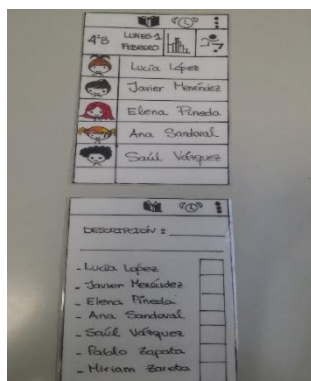 4ºB
LUNES-1
FEBRERO
Lucía López
Javier Menéndez
Elena Pineda
Ana Sandoval
Saúl Vázquez
DESCRIPCIÓN:
- Lucía López
- Javier Menéndez
- Elena Pineda
- Ana Sandoval
- Saúl Vázquez
- Pablo Zapata
- Miriam Zareta